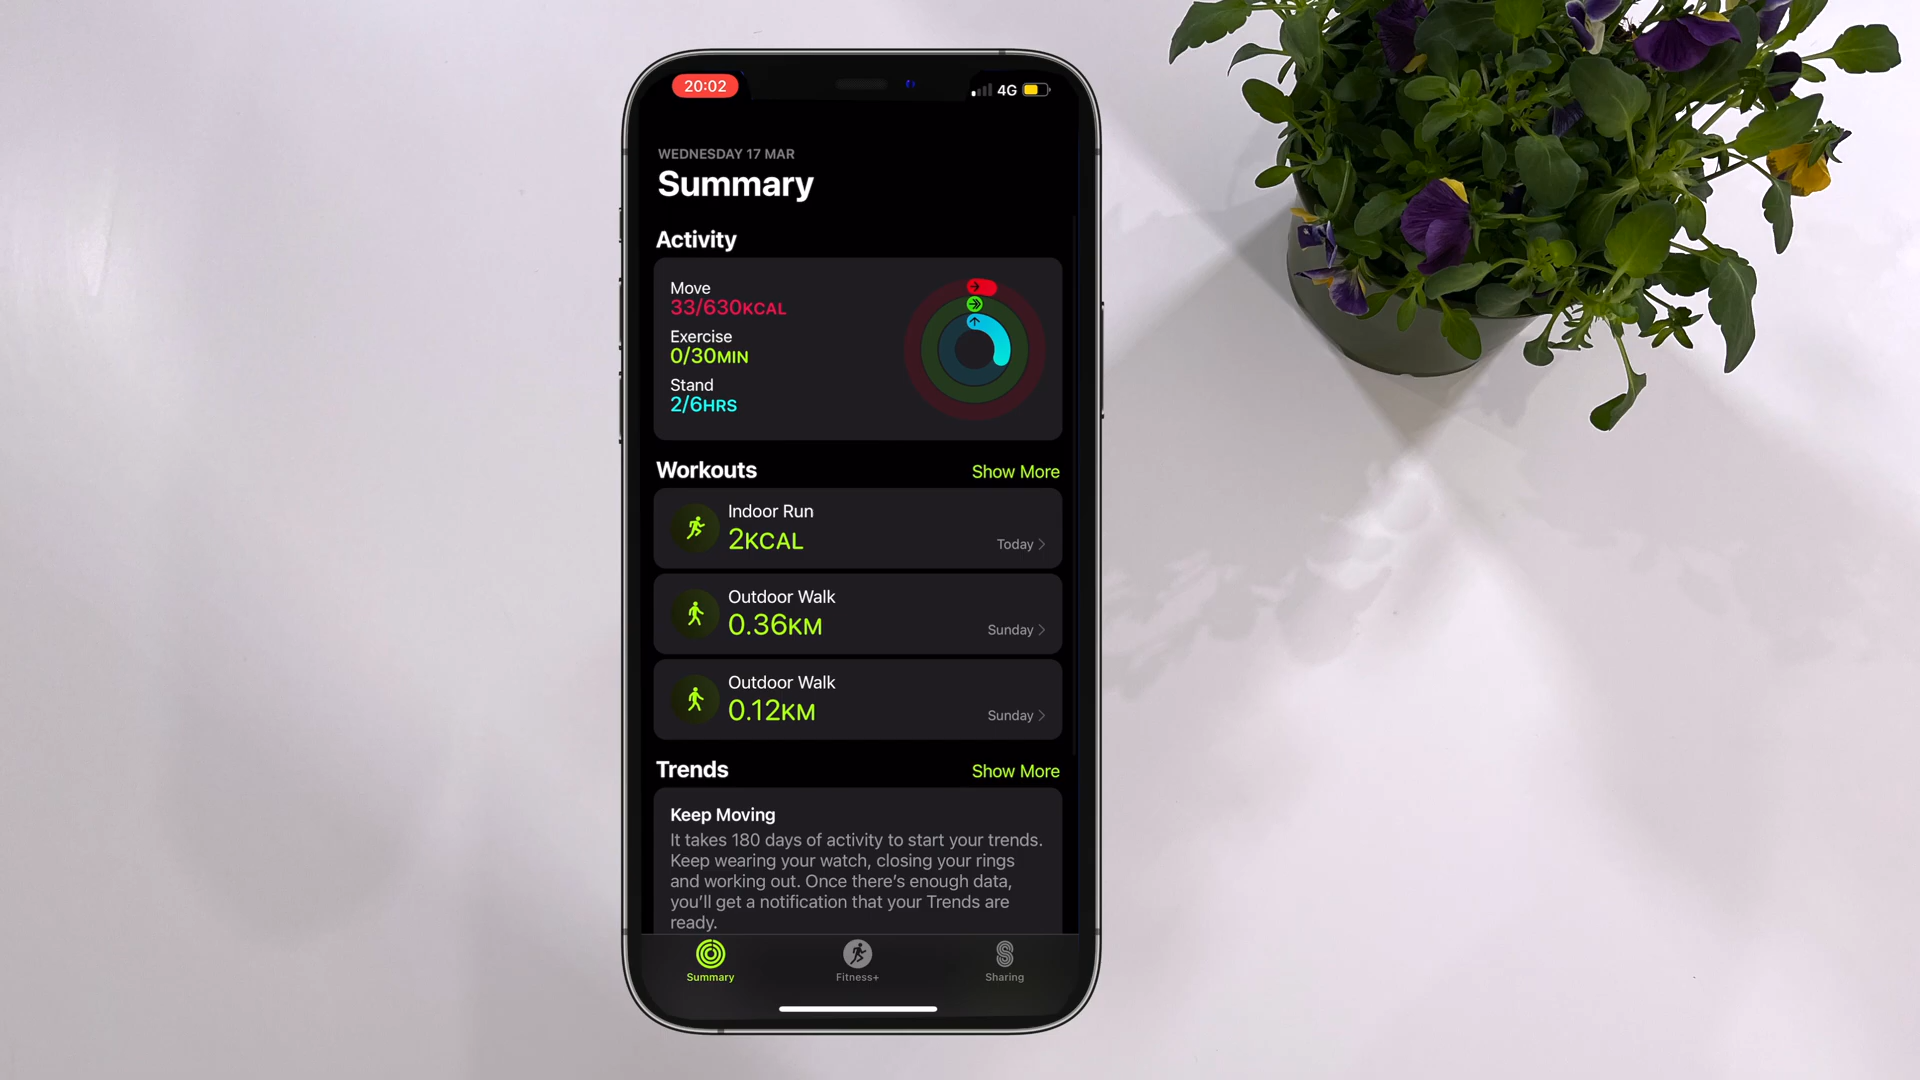 20:02
4G
WEDNESDAY 17 MAR
Summary
Activity
Move
33/630KCAL
Exercise
0/30MIN
Stand
2/6HRS
Workouts
Show More
Indoor Run
2KCAL
Today
Outdoor Walk
0.36KM
Sunday
Outdoor Walk
0.12KM
Sunday
Trends
Show More
Keep Moving
It takes 180 days of activity to start your trends.
Keep wearing your watch, closing your rings
and working out. Once there's enough data,
you'll get a notification that your Trends are
ready.
Summary
Fitness+
Sharing